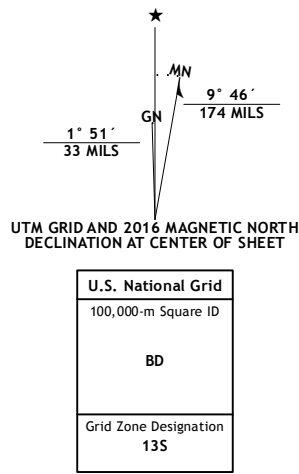 MN
GN
9° 46´
174 MILS
1° 51´
33 MILS
UTM GRID AND 2016 MAGNETIC NORTH
DECLINATION AT CENTER OF SHEET
U.S. National Grid
100,000-m Square ID
BD
Grid Zone Designation
13S